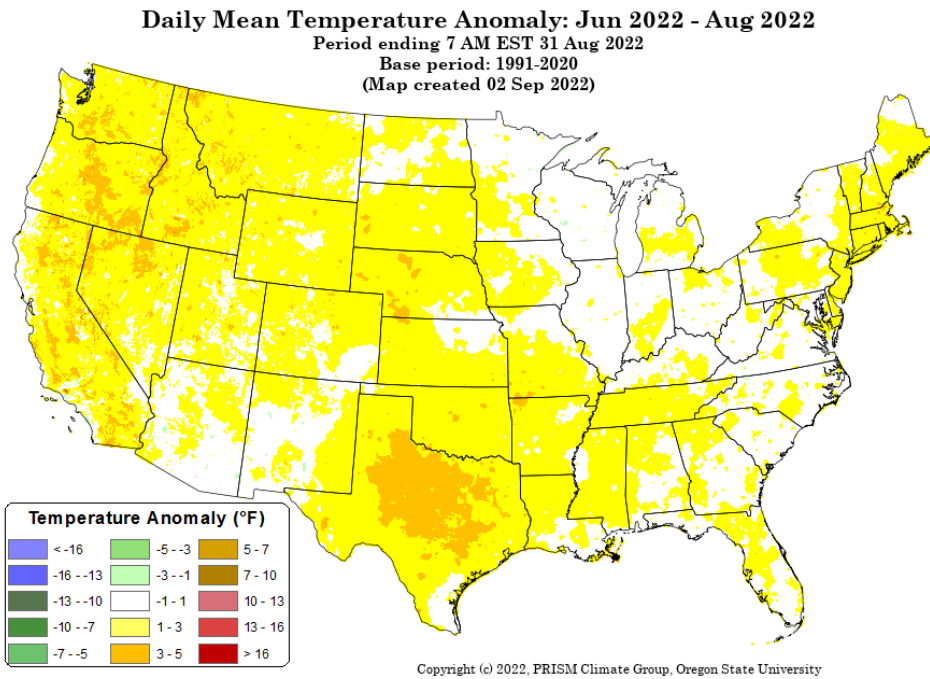 Daily Mean Temperature Anomaly: Jun 2022 - Aug 2022
Period ending 7 AM EST 31 Aug 2022
Base period: 1991-2020
(Map created 02 Sep 2022)
Temperature Anomaly (°F)
< -16
-16 - -13
-13 - -10
-10 - -7
-7 - -5
-5 - -3
-3 - -1
-1 - 1
1 - 3
3 - 5
5 - 7
7 - 10
10 - 13
13 - 16
> 16
Copyright (c) 2022, PRISM Climate Group, Oregon State University